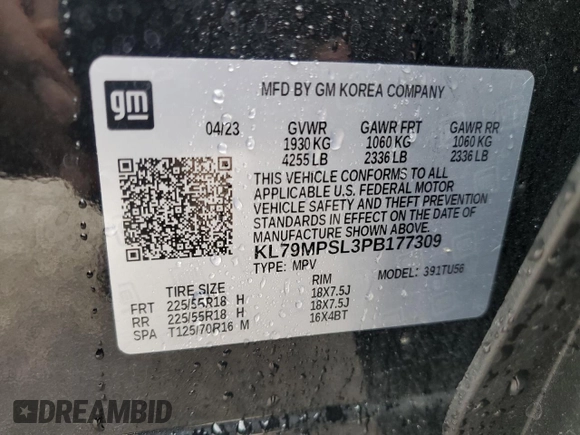 gm
MFD BY GM KOREA COMPANY
04/23 GVWR GAWR FRT GAWR RR
1930 KG 1060 KG 1060 KG
4255 LB 2336 LB 2336 LB
THIS VEHICLE CONFORMS TO ALL
APPLICABLE U.S. FEDERAL MOTOR
VEHICLE SAFETY AND THEFT PREVENTION
STANDARDS IN EFFECT ON THE DATE OF
MANUFACTURE SHOWN ABOVE.
KL79MPSL3PB177309
TYPE: MPV MODEL: 391TU58
TIRE SIZE RIM
FRT 225/55R18 H 18X7.5J
RR 225/55R18 H 18X7.5J
SPA T125/70R16 M 16X4BT
DREAMBID